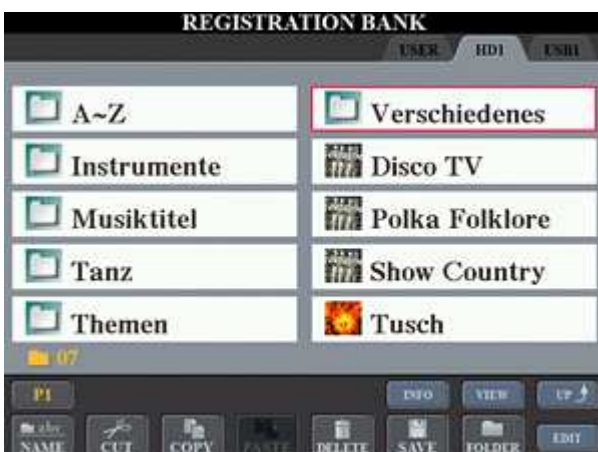 REGISTRATION BANK
USER HD1 USB1
A~Z
Verschiedenes
Instrumente
Disco TV
Musiktitel
Polka Folklore
Tanz
Show Country
Themen
Tusch
07
P1 INFO VIEW UP
abc
NAME CUT COPY PASTE DELETE SAVE FOLDER EDIT